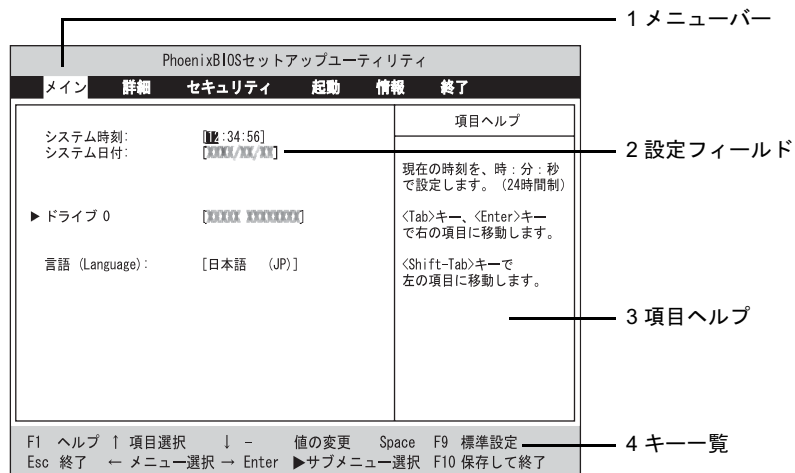 1 メニューバー
PhoenixBIOSセットアップユーティリティ
メイン 詳細 セキュリティ 起動 情報 終了
システム時刻: [12:34:56]
システム日付: [XXXX/XX/XX]
2 設定フィールド
▶ ドライブ 0 [XXXXX XXXXXXXX]
言語 (Language): [日本語 (JP)]
項目ヘルプ
現在の時刻を、時:分:秒
で設定します。(24時間制)
<Tab>キー、<Enter>キー
で右の項目に移動します。
<Shift-Tab>キーで
左の項目に移動します。
3 項目ヘルプ
F1 ヘルプ ↑ 項目選択 ↓ - 値の変更 Space F9 標準設定
Esc 終了 ← メニュー選択 → Enter ▶サブメニュー選択 F10 保存して終了
4 キー一覧